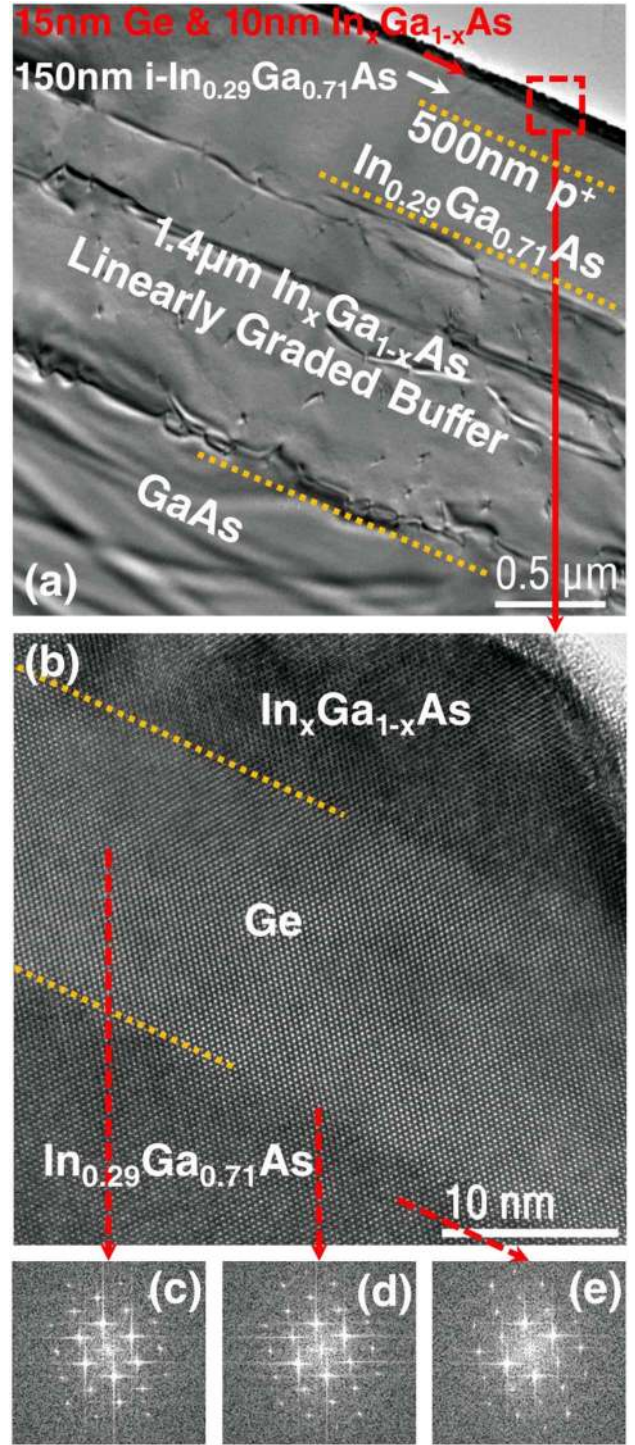 15nm Ge & 10nm InₓGa₁₋ₓAs
150nm i-In₀.₂₉Ga₀.₇₁As
500nm p⁺
In₀.₂₉Ga₀.₇₁As
1.4µm InₓGa₁₋ₓAs
Linearly Graded Buffer
GaAs
(a)
0.5 µm
(b)
InₓGa₁₋ₓAs
Ge
In₀.₂₉Ga₀.₇₁As
10 nm
(c)
(d)
(e)